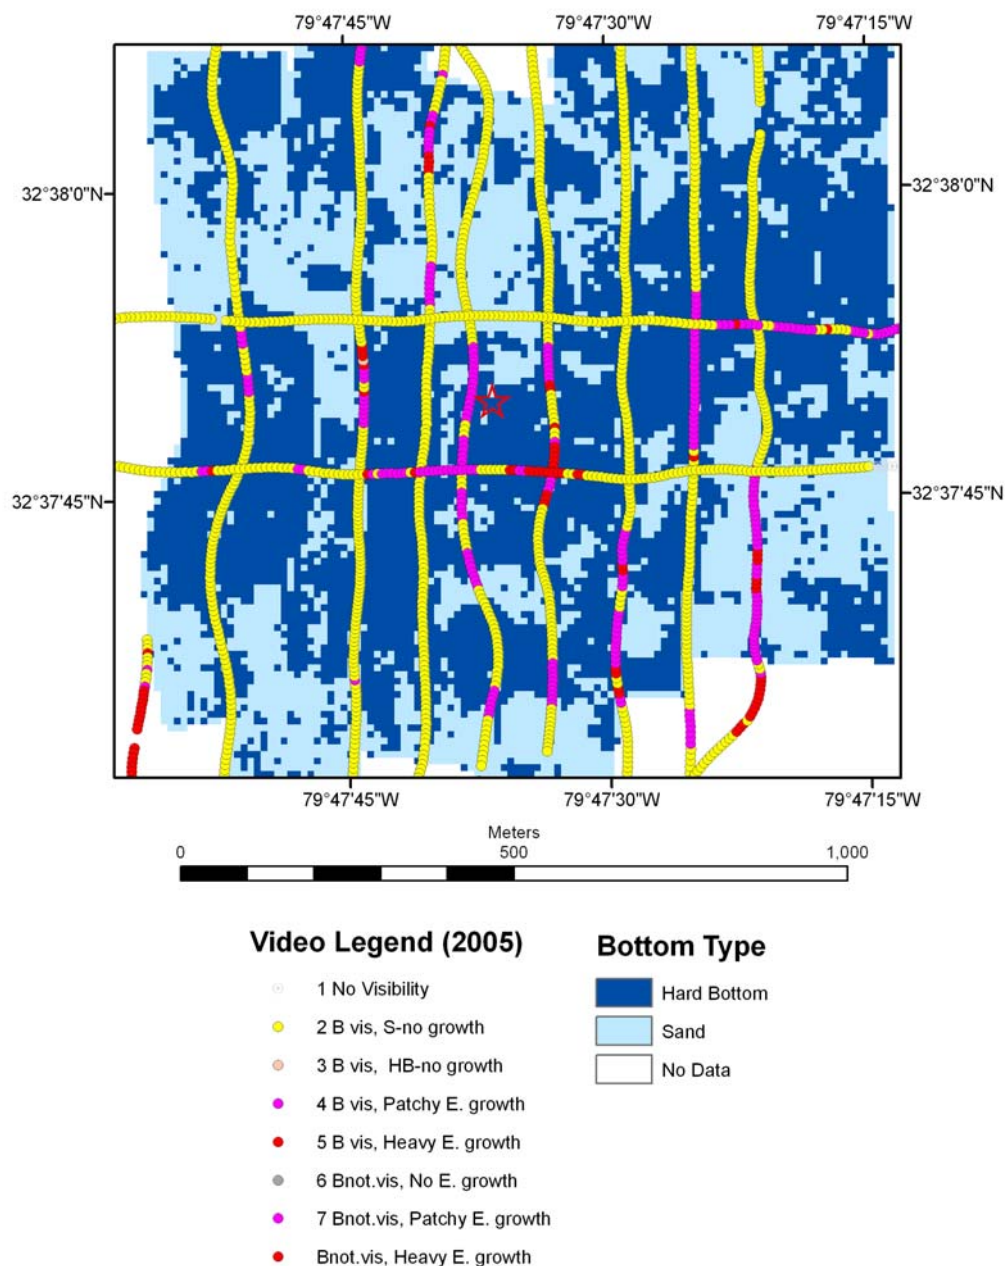 79°47'45"W 79°47'30"W 79°47'15"W
32°38'0"N 32°38'0"N
32°37'45"N 32°37'45"N
79°47'45"W 79°47'30"W 79°47'15"W
Meters
0 500 1,000
Video Legend (2005)
1 No Visibility
2 B vis, S-no growth
3 B vis, HB-no growth
4 B vis, Patchy E. growth
5 B vis, Heavy E. growth
6 Bnot.vis, No E. growth
7 Bnot.vis, Patchy E. growth
Bnot.vis, Heavy E. growth
Bottom Type
Hard Bottom
Sand
No Data